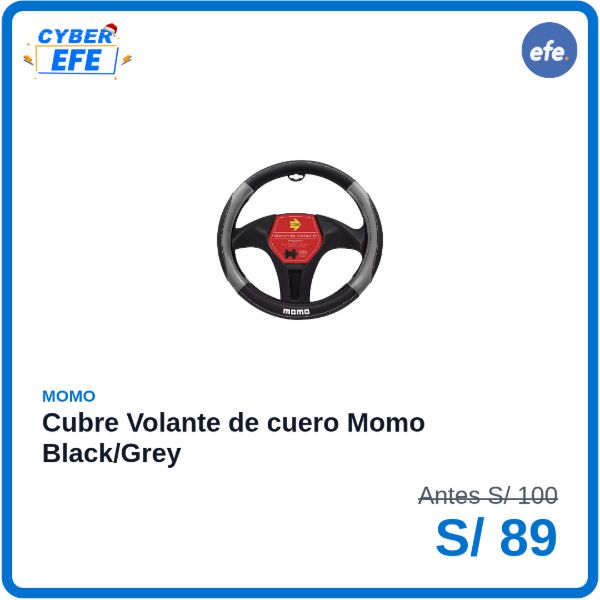 CYBER
EFE
efe.
momo
MOMO
Cubre Volante de cuero Momo
Black/Grey
Antes S/ 100
S/ 89